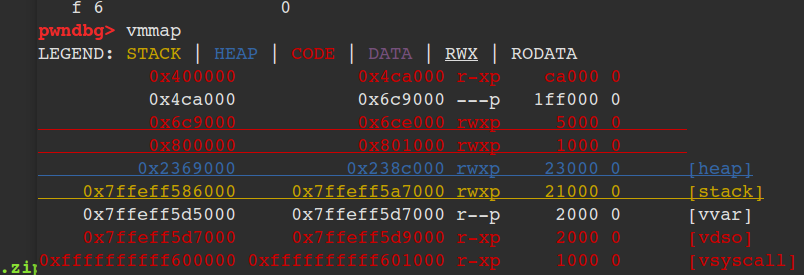 f 6 0
pwndbg> vmmap
LEGEND: STACK | HEAP | CODE | DATA | RWX | RODATA
0x400000 0x4ca000 r-xp ca000 0
0x4ca000 0x6c9000 ---p 1ff000 0
0x6c9000 0x6ce000 rwxp 5000 0
0x800000 0x801000 rwxp 1000 0
0x2369000 0x238c000 rwxp 23000 0 [heap]
0x7ffeff586000 0x7ffeff5a7000 rwxp 21000 0 [stack]
0x7ffeff5d5000 0x7ffeff5d7000 r--p 2000 0 [vvar]
0x7ffeff5d7000 0x7ffeff5d9000 r-xp 2000 0 [vdso]
.zip 0xffffffffff600000 0xffffffffff601000 r-xp 1000 0 [vsyscall]